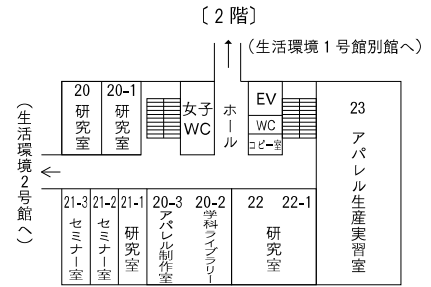 〔２階〕
(生活環境１号館別館へ)
20
研究室
20-1
研究室
女子
WC
ホール
EV
WC
コピー室
23
アパレル生産実習室
(生活環境2号館へ)
21-3
セミナー室
21-2
セミナー室
21-1
研究室
20-3
アパレル制作室
20-2
学科ライブラリー
22 22-1
研究室